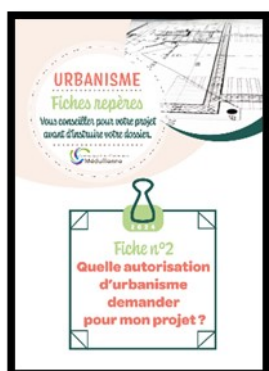 URBANISME
Fiches repères
Vous conseiller pour votre projet
avant d'instruire votre dossier.
Médullienne
2024
Fiche n°2
Quelle autorisation
d'urbanisme
demander
pour mon projet ?